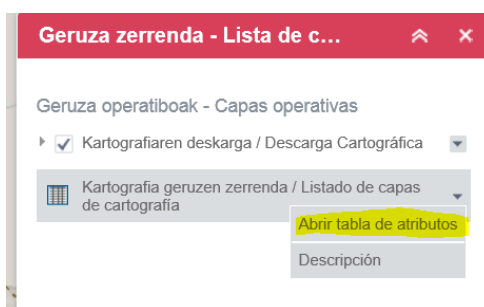 Geruza zerrenda - Lista de c...
Geruza operatiboak - Capas operativas
Kartografiaren deskarga / Descarga Cartográfica
Kartografia geruzen zerrenda / Listado de capas
de cartografía
Abrir tabla de atributos
Descripción